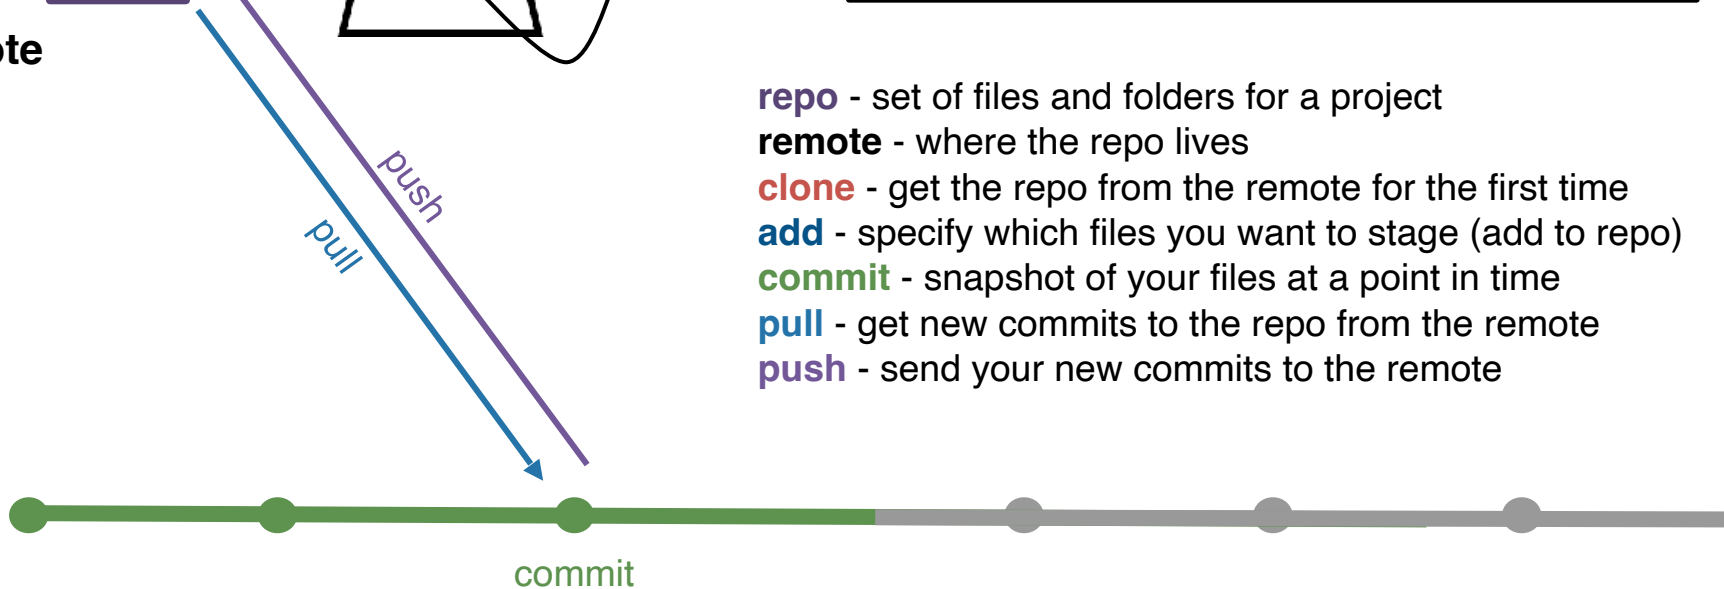 repo - set of files and folders for a project
remote - where the repo lives
clone - get the repo from the remote for the first time
add - specify which files you want to stage (add to repo)
commit - snapshot of your files at a point in time
pull - get new commits to the repo from the remote
push - send your new commits to the remote
push
pull
commit